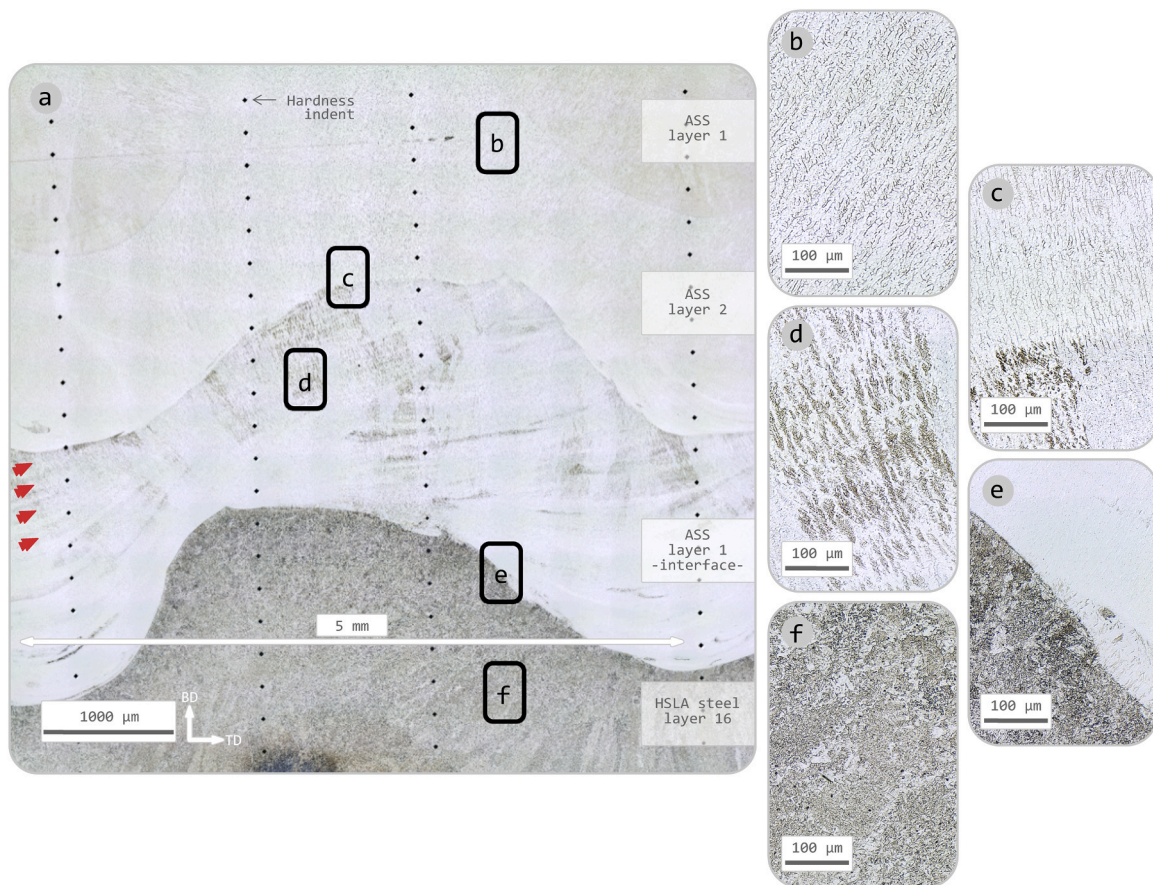 a
Hardness
indent
b
ASS
layer 1
c
ASS
layer 2
d
ASS
layer 1
-interface-
e
5 mm
f
HSLA steel
layer 16
1000 µm
BD
TD
b
100 µm
c
100 µm
d
100 µm
e
100 µm
f
100 µm